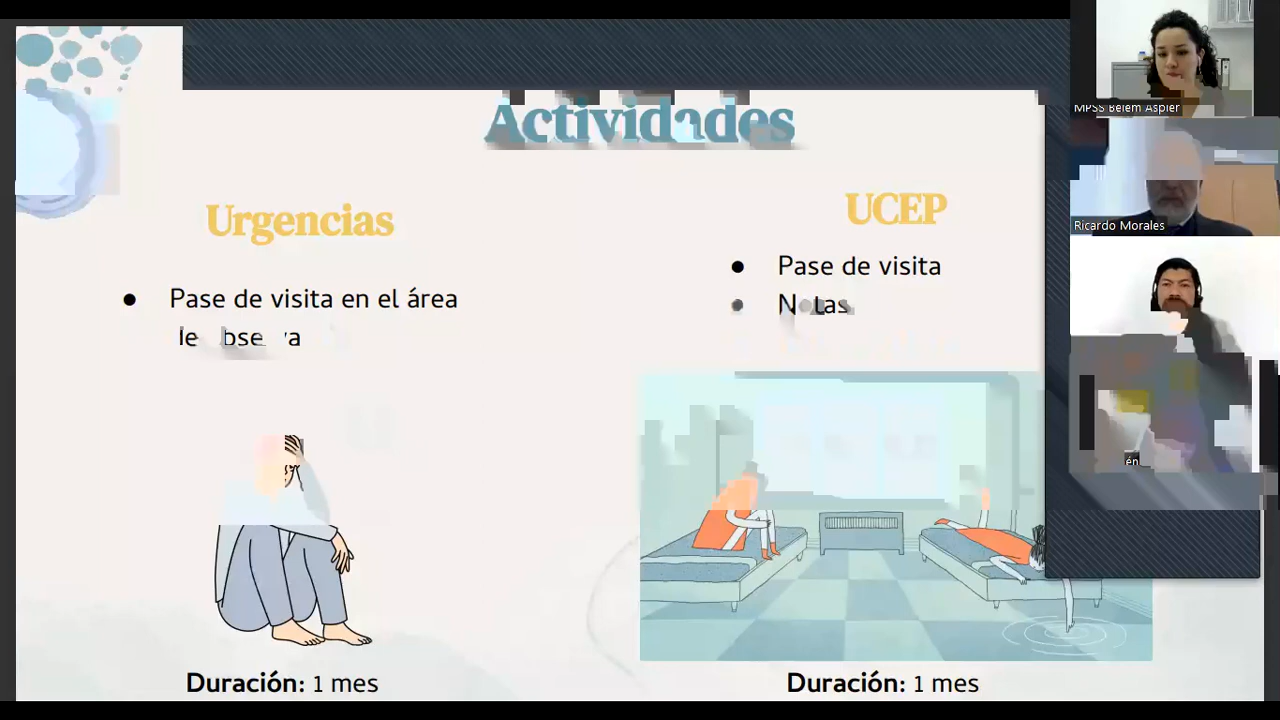 Actividades
Urgencias
Pase de visita en el área
UCEP
Pase de visita
Notas
Duración: 1 mes
Duración: 1 mes
MPSS Belem Aspier
Ricardo Morales